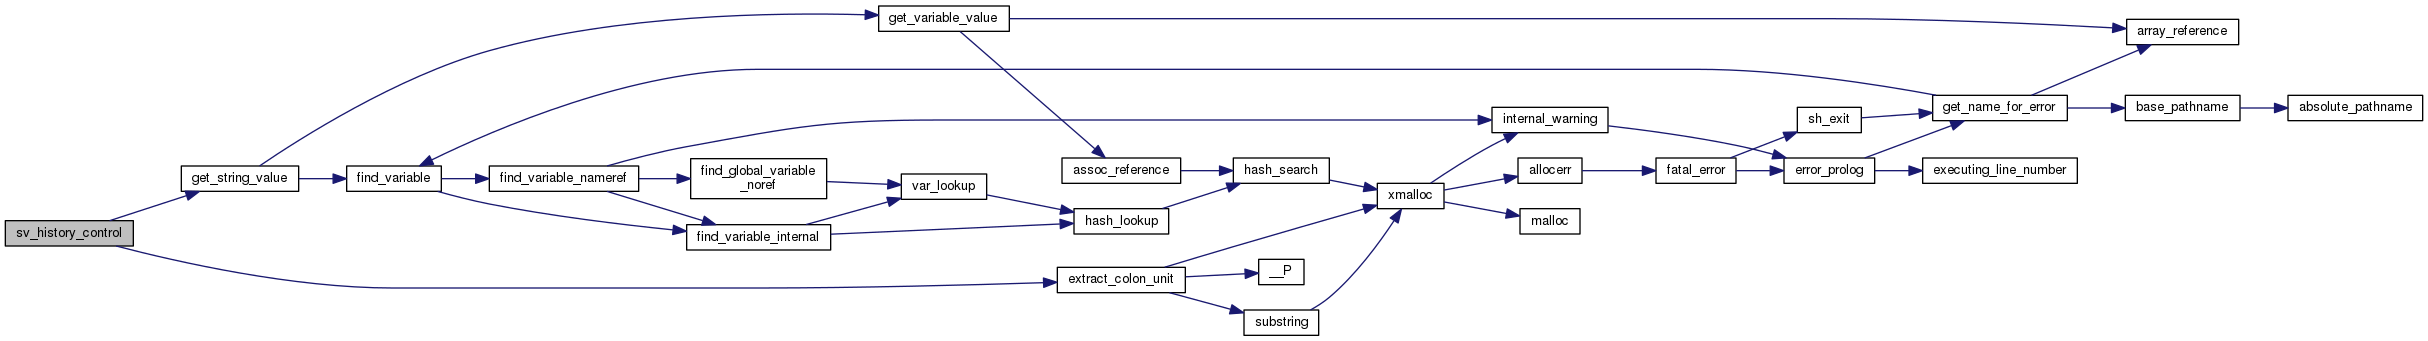 sv_history_control
get_string_value
get_variable_value
find_variable
find_variable_nameref
find_global_variable
_noref
find_variable_internal
var_lookup
extract_colon_unit
assoc_reference
hash_lookup
hash_search
__P
substring
xmalloc
internal_warning
allocerr
malloc
fatal_error
sh_exit
error_prolog
get_name_for_error
executing_line_number
array_reference
base_pathname
absolute_pathname